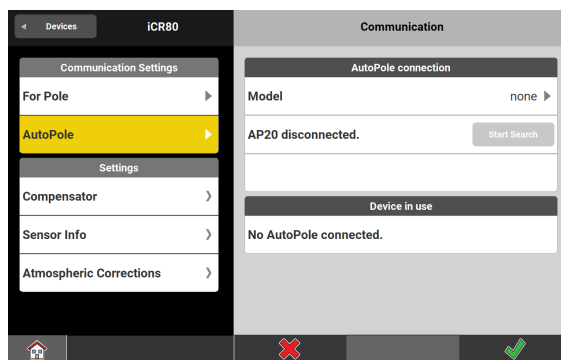 Devices
iCR80
Communication
Communication Settings
For Pole
AutoPole
Settings
Compensator
Sensor Info
Atmospheric Corrections
AutoPole connection
Model none
AP20 disconnected. Start Search
Device in use
No AutoPole connected.